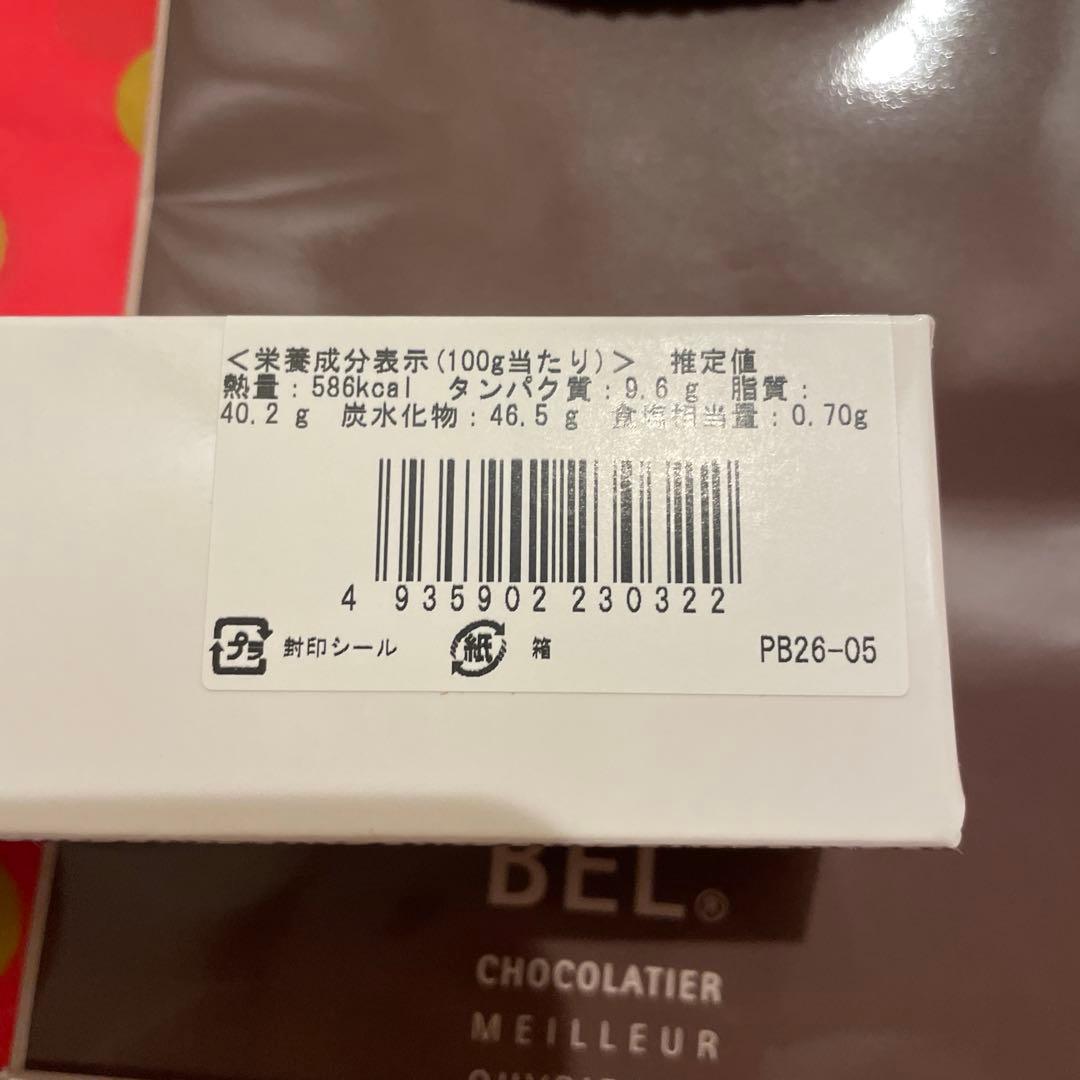 ＜栄養成分表示(100g当たり)＞ 推定値
熱量：586kcal タンパク質：9.6 g 脂質：
40.2 g 炭水化物：46.5 g 食塩相当量：0.70g
4 935902 230322
プラ 封印シール 紙 箱 PB26-05
BEL®
CHOCOLATIER
MEILLEUR